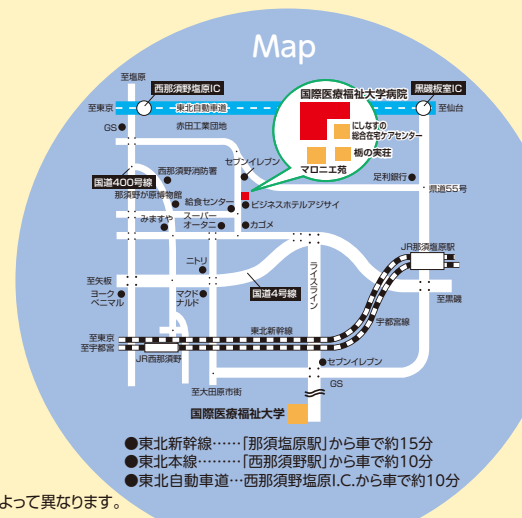 Map
至塩原
西那須野塩原IC
黒磯板室IC
国際医療福祉大学病院
至東京
東北自動車道
至仙台
GS
赤田工業団地
にしなすの
総合在宅ケアセンター
栃の実荘
マロニエ苑
セブンイレブン
西那須野消防署
足利銀行
国道400号線
県道55号
那須野が原博物館
給食センター
ビジネスホテルアジサイ
みますや
スーパー
オータニ
カゴメ
JR那須塩原駅
ニトリ
ライスライン
至矢板
国道4号線
ヨーク
ベニマル
マクド
ナルド
至黒磯
宇都宮線
東北新幹線
至東京
至宇都宮
JR西那須野
セブンイレブン
至大田原市街
GS
国際医療福祉大学
●東北新幹線……「那須塩原駅」から車で約15分
●東北本線………「西那須野駅」から車で約10分
●東北自動車道…西那須野塩原I.C.から車で約10分
よって異なります。